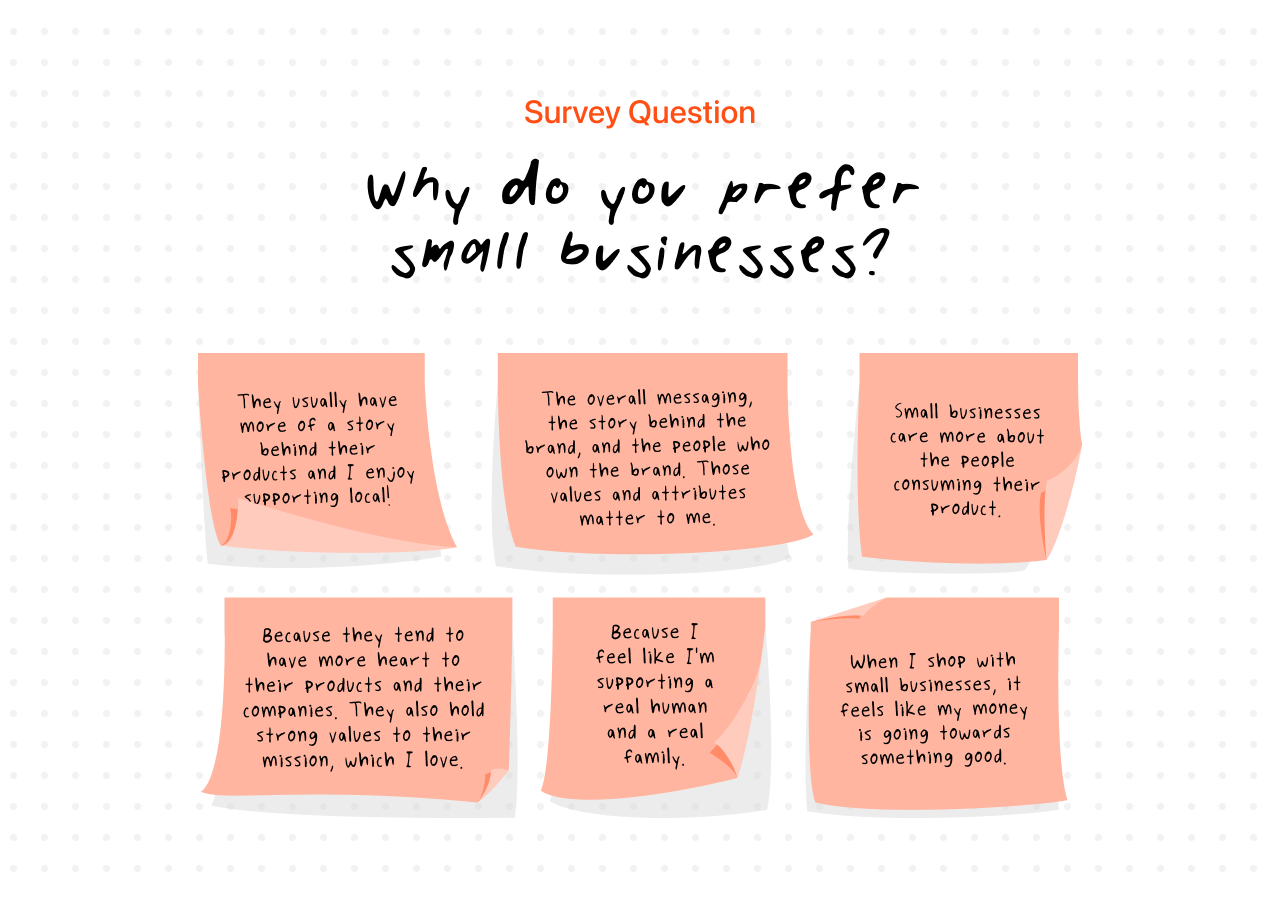 Survey Question
Why do you prefer
small businesses?
They usually have
more of a story
behind their
products and I enjoy
supporting local!
The overall messaging,
the story behind the
brand, and the people who
own the brand. Those
values and attributes
matter to me.
Small businesses
care more about
the people
consuming their
product.
Because they tend to
have more heart to
their products and their
companies. They also hold
strong values to their
mission, which I love.
Because I
feel like I'm
supporting a
real human
and a real
family.
When I shop with
small businesses, it
feels like my money
is going towards
something good.